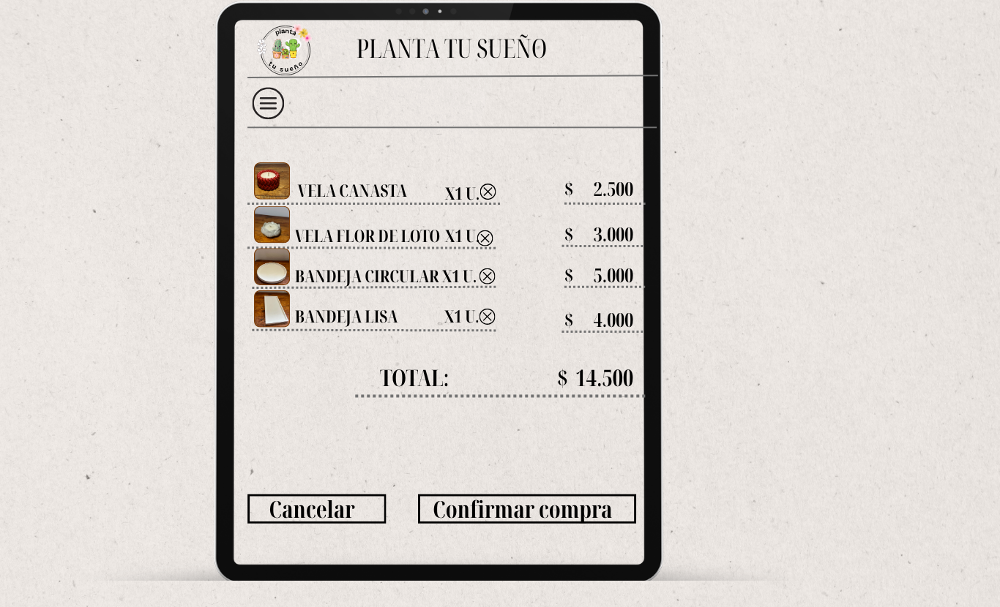 plantá
tu sueño
PLANTA TU SUEÑO
VELA CANASTA X1 U. $ 2.500
VELA FLOR DE LOTO X1 U. $ 3.000
BANDEJA CIRCULAR X1 U. $ 5.000
BANDEJA LISA X1 U. $ 4.000
TOTAL: $ 14.500
Cancelar Confirmar compra